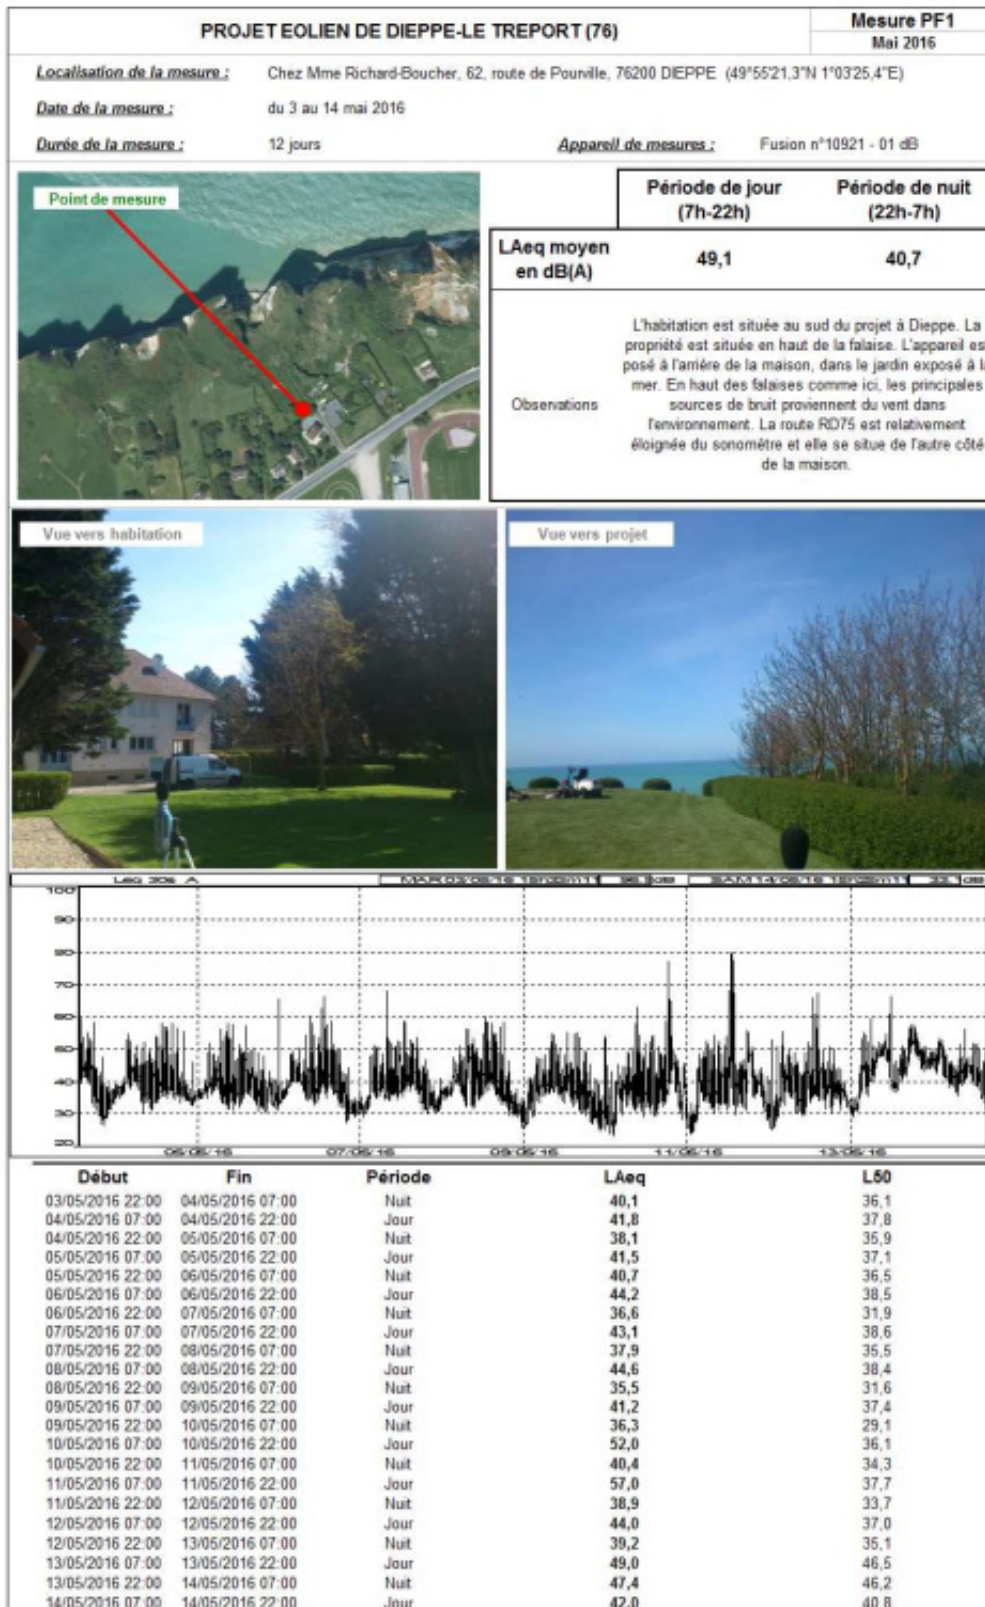 PROJET EOLIEN DE DIEPPE-LE TREPORT (76)
Mesure PF1
Mai 2016
Localisation de la mesure : Chez Mme Richard-Boucher, 62, route de Pourville, 76200 DIEPPE (49°55'21,3"N 1°03'25,4"E)
Date de la mesure : du 3 au 14 mai 2016
Durée de la mesure : 12 jours Appareil de mesures : Fusion n°10921 - 01 dB
Point de mesure
Période de jour (7h-22h) Période de nuit (22h-7h)
LAeq moyen en dB(A) 49,1 40,7
Observations
L'habitation est située au sud du projet à Dieppe. La
propriété est située en haut de la falaise. L'appareil es
posé à l'arrière de la maison, dans le jardin exposé à la
mer. En haut des falaises comme ici, les principales
sources de bruit proviennent du vent dans
l'environnement. La route RD75 est relativement
éloignée du sonomètre et elle se situe de l'autre côté
de la maison.
Vue vers habitation
Vue vers projet
Leq 30s A
100
90
80
70
60
50
40
30
20
05/05/16 07/05/16 09/05/16 11/05/16 13/05/16
Début Fin Période LAeq L50
03/05/2016 22:00 04/05/2016 07:00 Nuit 40,1 36,1
04/05/2016 07:00 04/05/2016 22:00 Jour 41,8 37,8
04/05/2016 22:00 05/05/2016 07:00 Nuit 38,1 35,9
05/05/2016 07:00 05/05/2016 22:00 Jour 41,5 37,1
05/05/2016 22:00 06/05/2016 07:00 Nuit 40,7 36,5
06/05/2016 07:00 06/05/2016 22:00 Jour 44,2 38,5
06/05/2016 22:00 07/05/2016 07:00 Nuit 36,6 31,9
07/05/2016 07:00 07/05/2016 22:00 Jour 43,1 38,6
07/05/2016 22:00 08/05/2016 07:00 Nuit 37,9 35,5
08/05/2016 07:00 08/05/2016 22:00 Jour 44,6 38,4
08/05/2016 22:00 09/05/2016 07:00 Nuit 35,5 31,6
09/05/2016 07:00 09/05/2016 22:00 Jour 41,2 37,4
09/05/2016 22:00 10/05/2016 07:00 Nuit 36,3 29,1
10/05/2016 07:00 10/05/2016 22:00 Jour 52,0 36,1
10/05/2016 22:00 11/05/2016 07:00 Nuit 40,4 34,3
11/05/2016 07:00 11/05/2016 22:00 Jour 57,0 37,7
11/05/2016 22:00 12/05/2016 07:00 Nuit 38,9 33,7
12/05/2016 07:00 12/05/2016 22:00 Jour 44,0 37,0
12/05/2016 22:00 13/05/2016 07:00 Nuit 39,2 35,1
13/05/2016 07:00 13/05/2016 22:00 Jour 49,0 46,5
13/05/2016 22:00 14/05/2016 07:00 Nuit 47,4 46,2
14/05/2016 07:00 14/05/2016 22:00 Jour 42,0 40,8